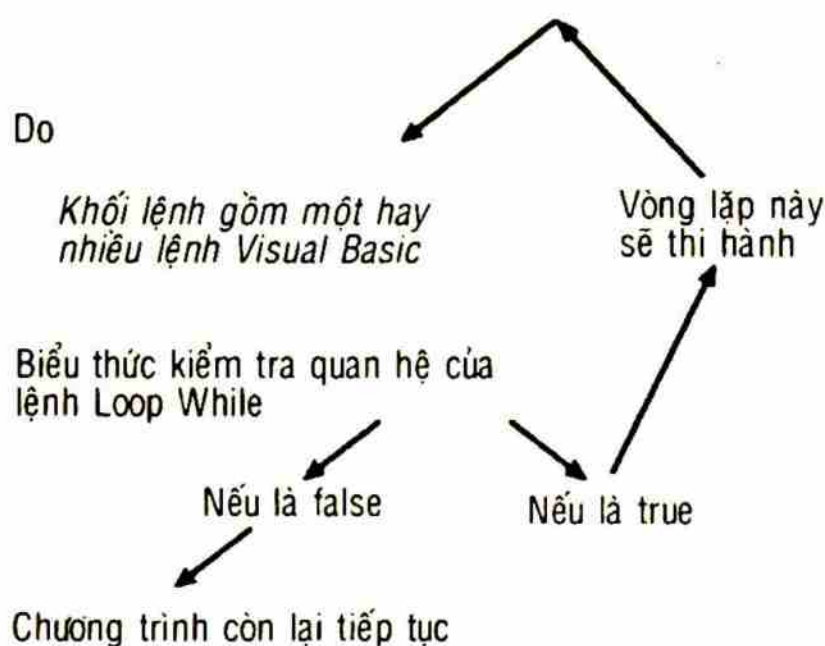 Do
Khối lệnh gồm một hay
nhiều lệnh Visual Basic
Vòng lặp này
sẽ thi hành
Biểu thức kiểm tra quan hệ của
lệnh Loop While
Nếu là false
Nếu là true
Chương trình còn lại tiếp tục